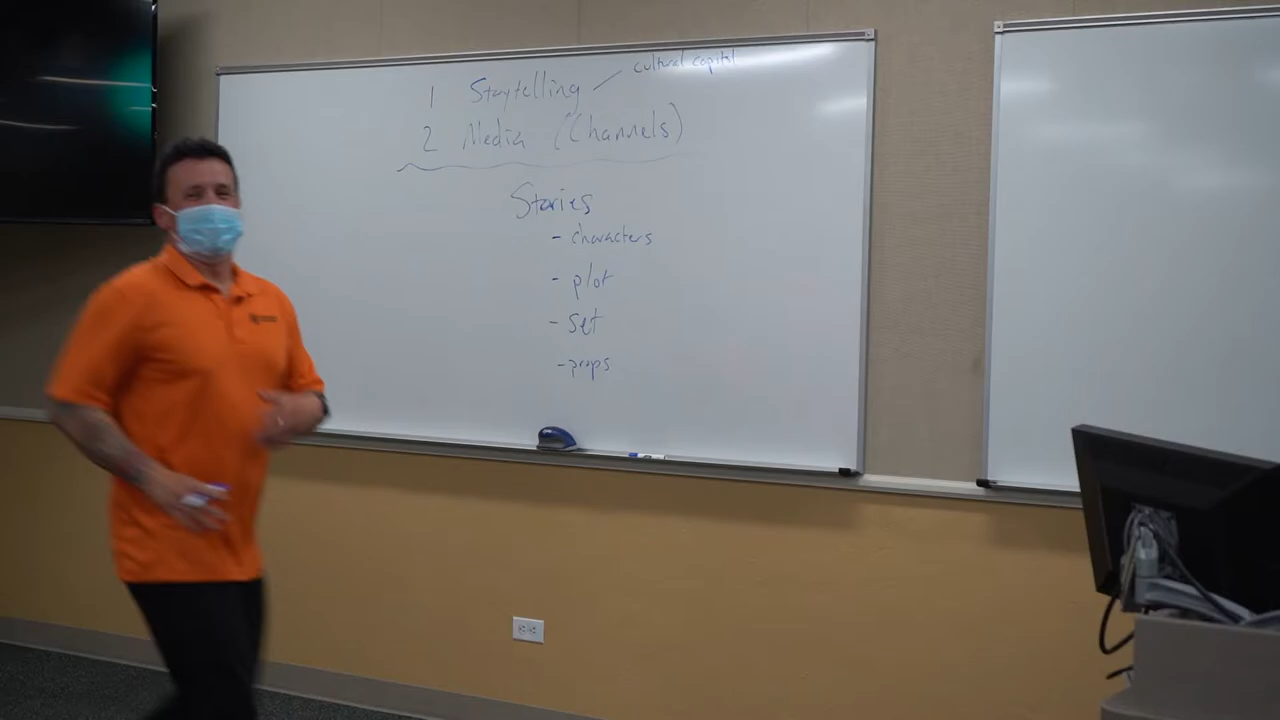 1 Storytelling / cultural capital
2 Media (Channels)
Stories
- characters
- plot
- set
- props